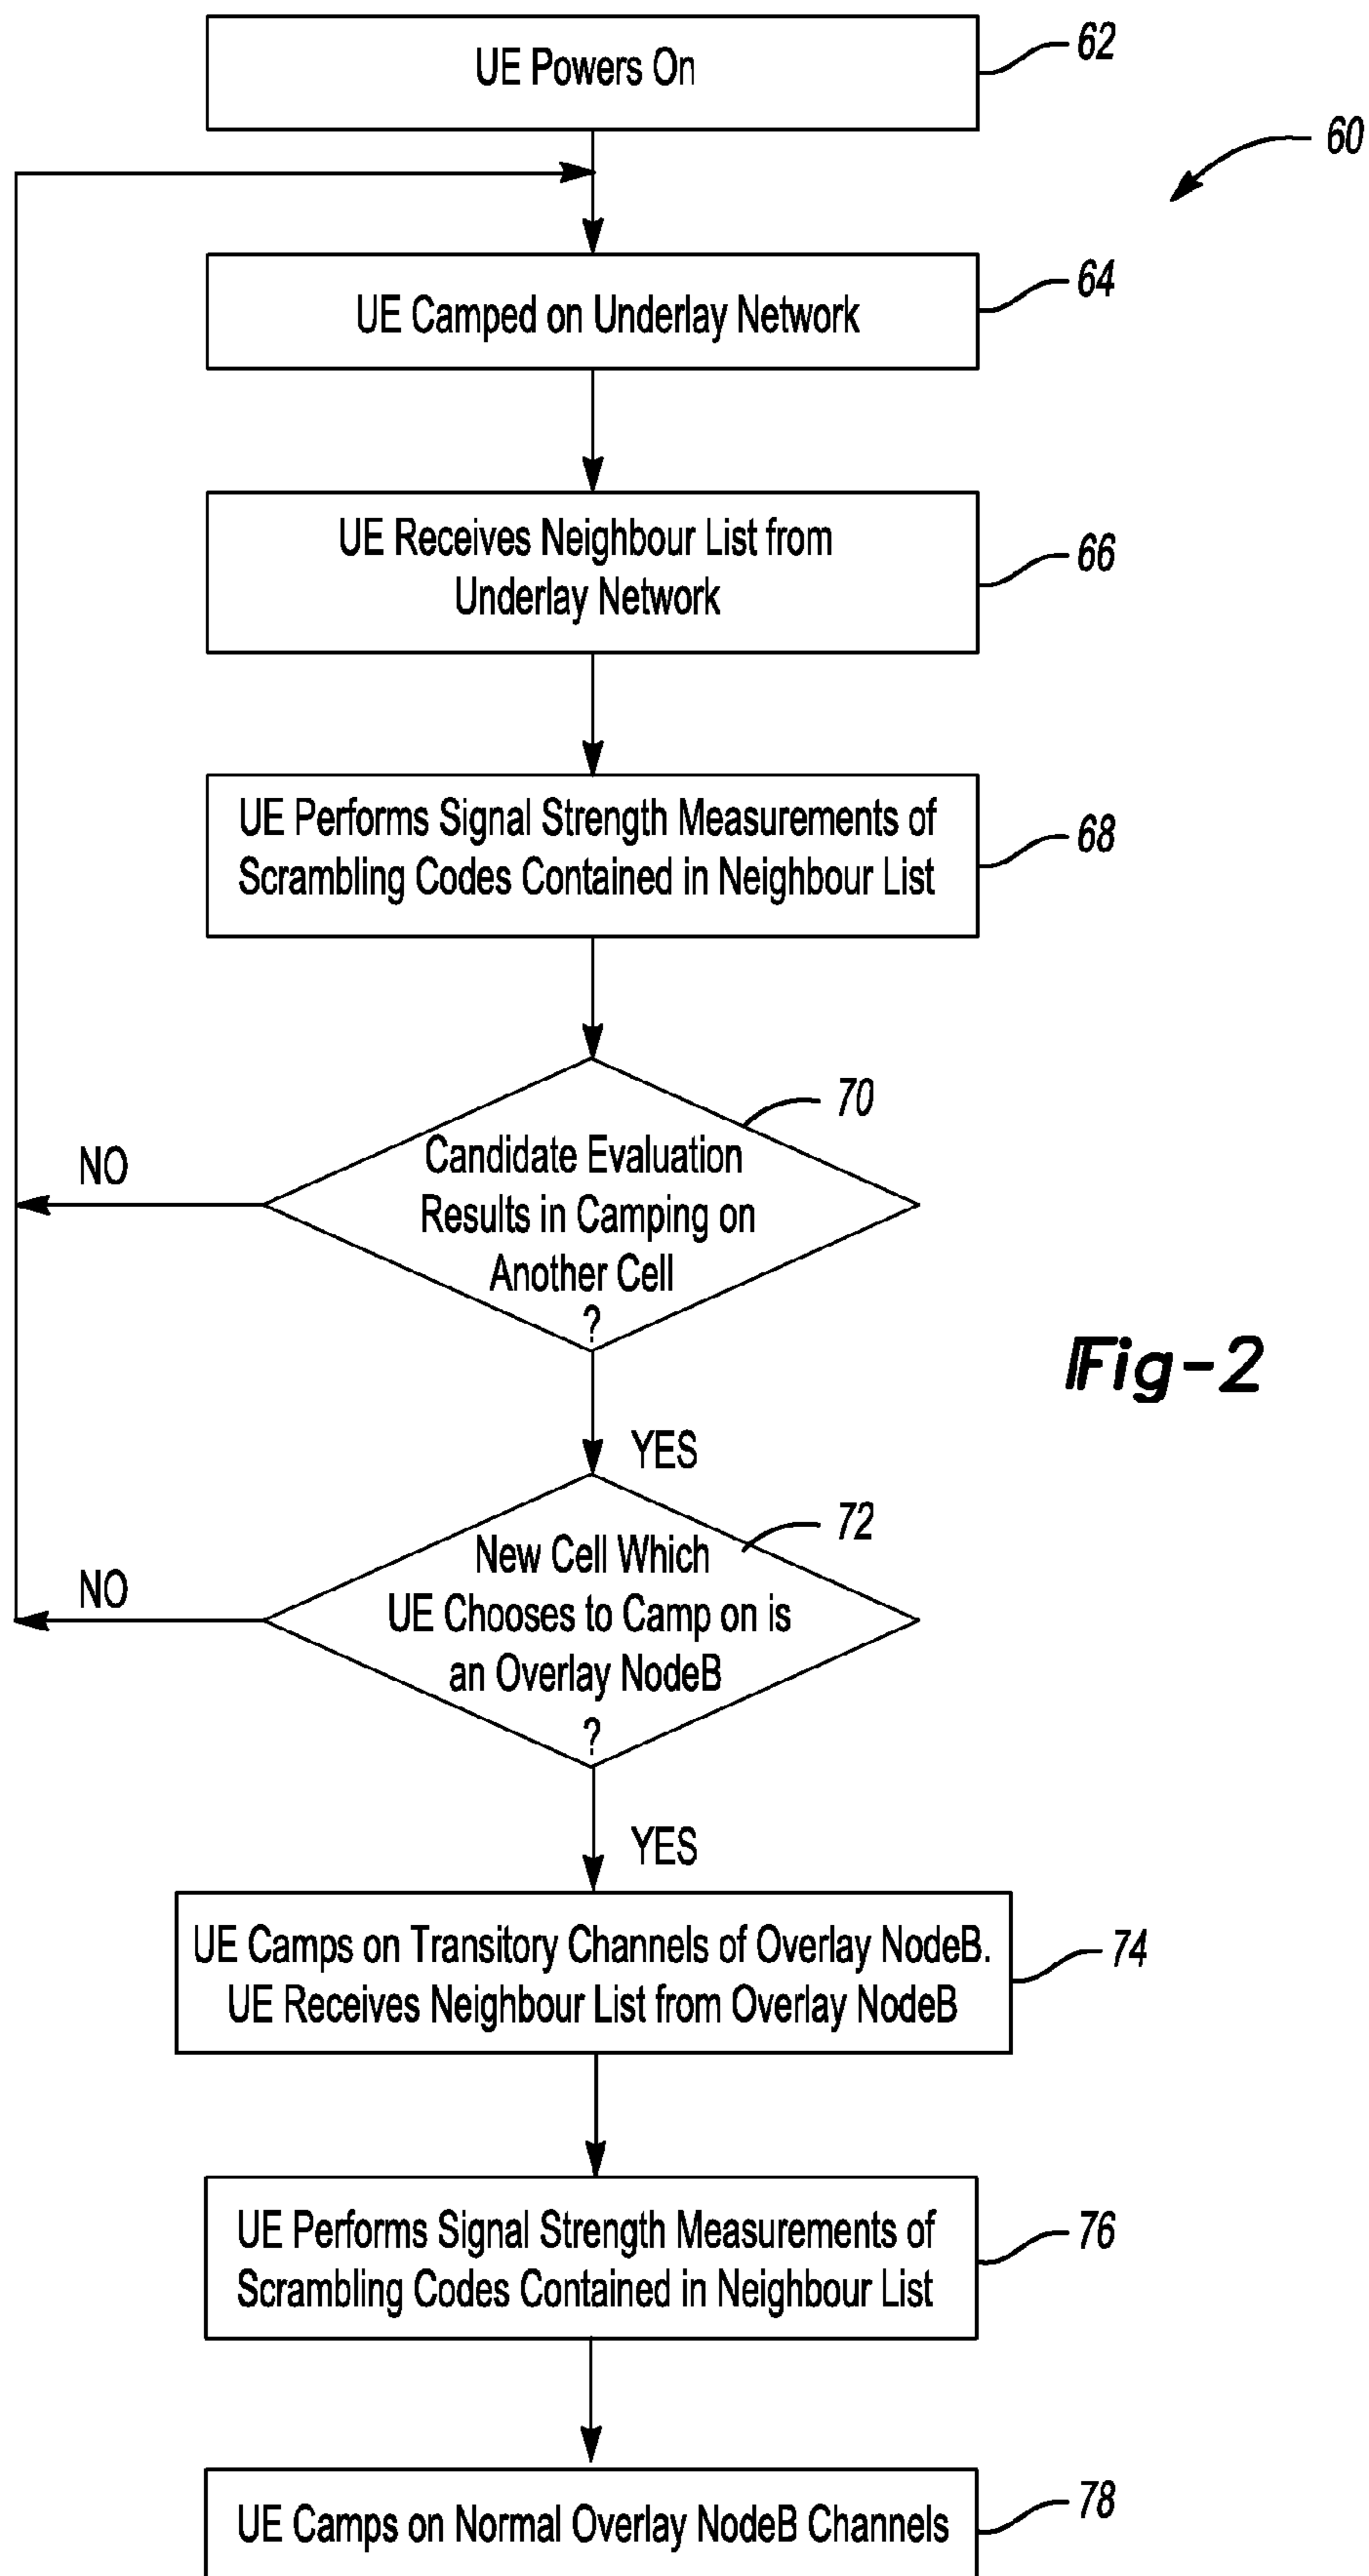 UE Powers On
62
60
UE Camped on Underlay Network
64
UE Receives Neighbour List from
Underlay Network
66
UE Performs Signal Strength Measurements of
Scrambling Codes Contained in Neighbour List
68
70
Candidate Evaluation
Results in Camping on
Another Cell
?
NO
Fig-2
YES
72
New Cell Which
UE Chooses to Camp on is
an Overlay NodeB
?
NO
YES
UE Camps on Transitory Channels of Overlay NodeB.
UE Receives Neighbour List from Overlay NodeB
74
UE Performs Signal Strength Measurements of
Scrambling Codes Contained in Neighbour List
76
UE Camps on Normal Overlay NodeB Channels
78